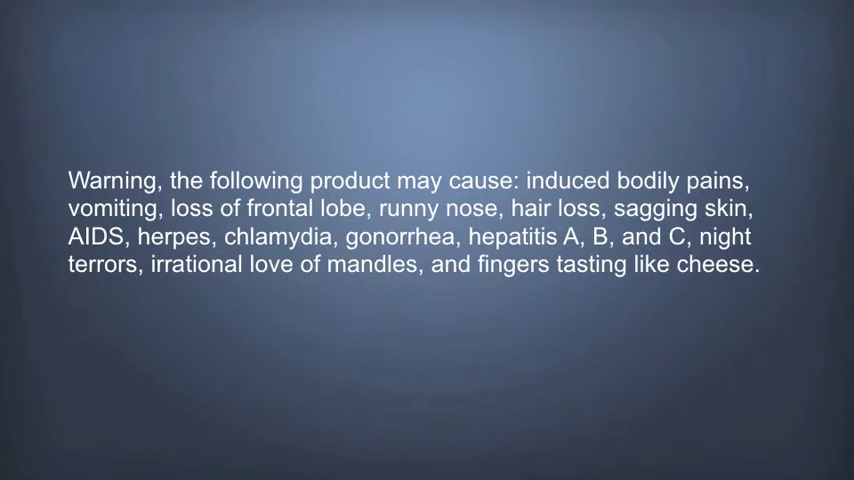 Warning, the following product may cause: induced bodily pains,
vomiting, loss of frontal lobe, runny nose, hair loss, sagging skin,
AIDS, herpes, chlamydia, gonorrhea, hepatitis A, B, and C, night
terrors, irrational love of mandles, and fingers tasting like cheese.